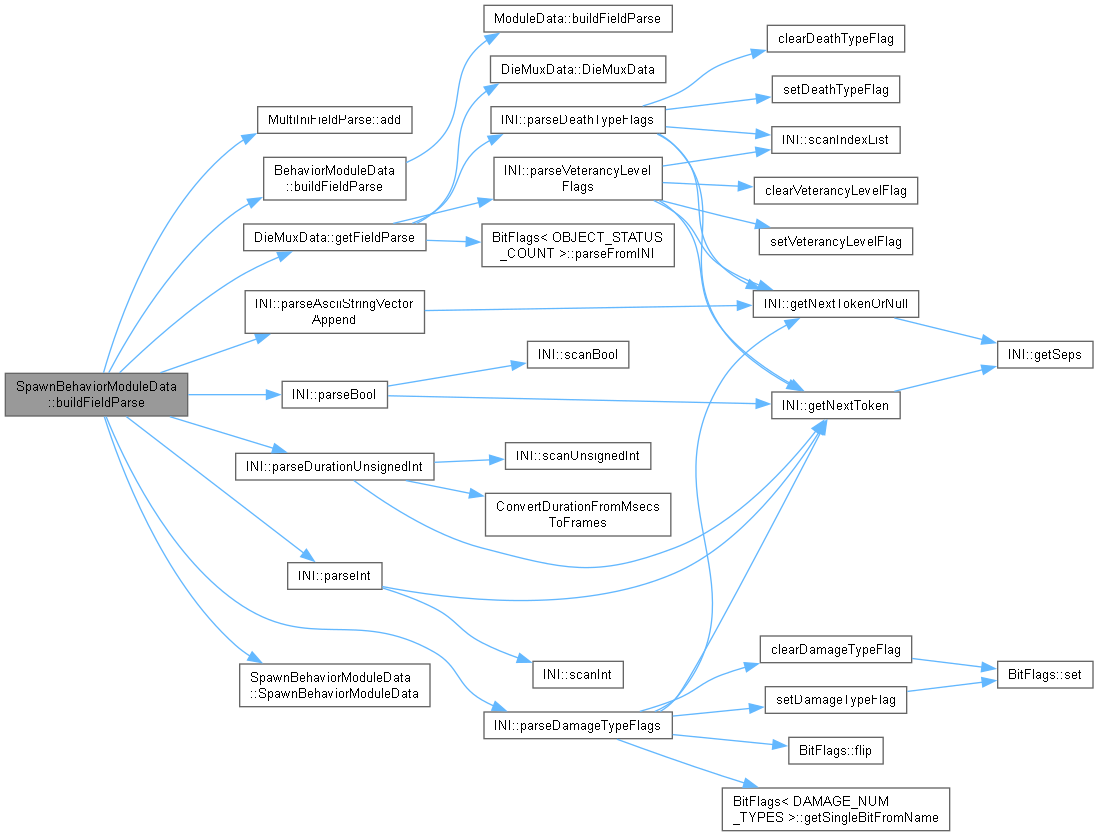 ModuleData::buildFieldParse
clearDeathTypeFlag
DieMuxData::DieMuxData
setDeathTypeFlag
MultiIniFieldParse::add
INI::parseDeathTypeFlags
INI::scanIndexList
BehaviorModuleData
::buildFieldParse
INI::parseVeterancyLevel
Flags
clearVeterancyLevelFlag
DieMuxData::getFieldParse
BitFlags< OBJECT_STATUS
_COUNT >::parseFromINI
setVeterancyLevelFlag
INI::parseAsciiStringVector
Append
INI::getNextTokenOrNull
INI::scanBool
INI::getSeps
SpawnBehaviorModuleData
::buildFieldParse
INI::parseBool
INI::getNextToken
INI::parseDurationUnsignedInt
INI::scanUnsignedInt
ConvertDurationFromMsecs
ToFrames
INI::parseInt
SpawnBehaviorModuleData
::SpawnBehaviorModuleData
INI::scanInt
clearDamageTypeFlag
BitFlags::set
INI::parseDamageTypeFlags
setDamageTypeFlag
BitFlags::flip
BitFlags< DAMAGE_NUM
_TYPES >::getSingleBitFromName